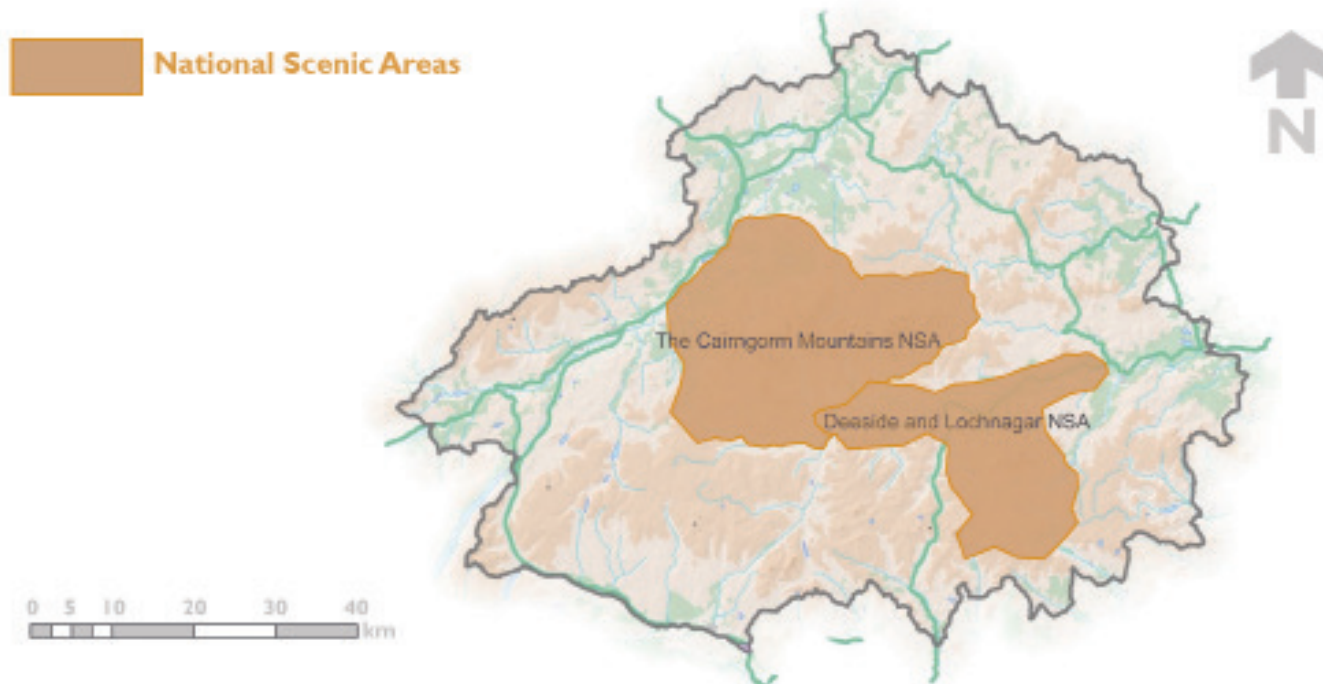 National Scenic Areas
N
The Cairngorm Mountains NSA
Deeside and Lochnagar NSA
0 5 10 20 30 40
km